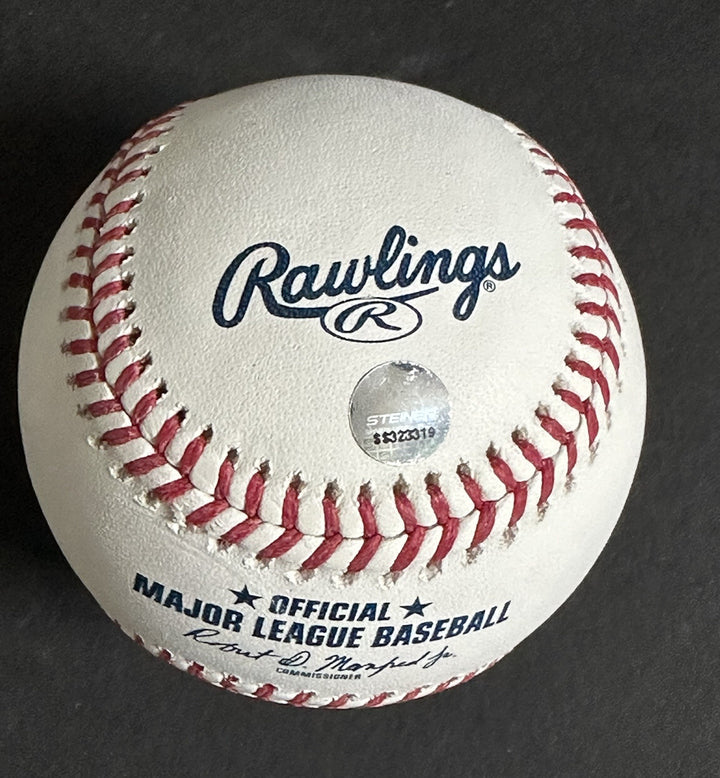 Rawlings®
R
STEINER
SS323319
★ OFFICIAL ★
MAJOR LEAGUE BASEBALL
Robert D. Manfred Jr.
COMMISSIONER